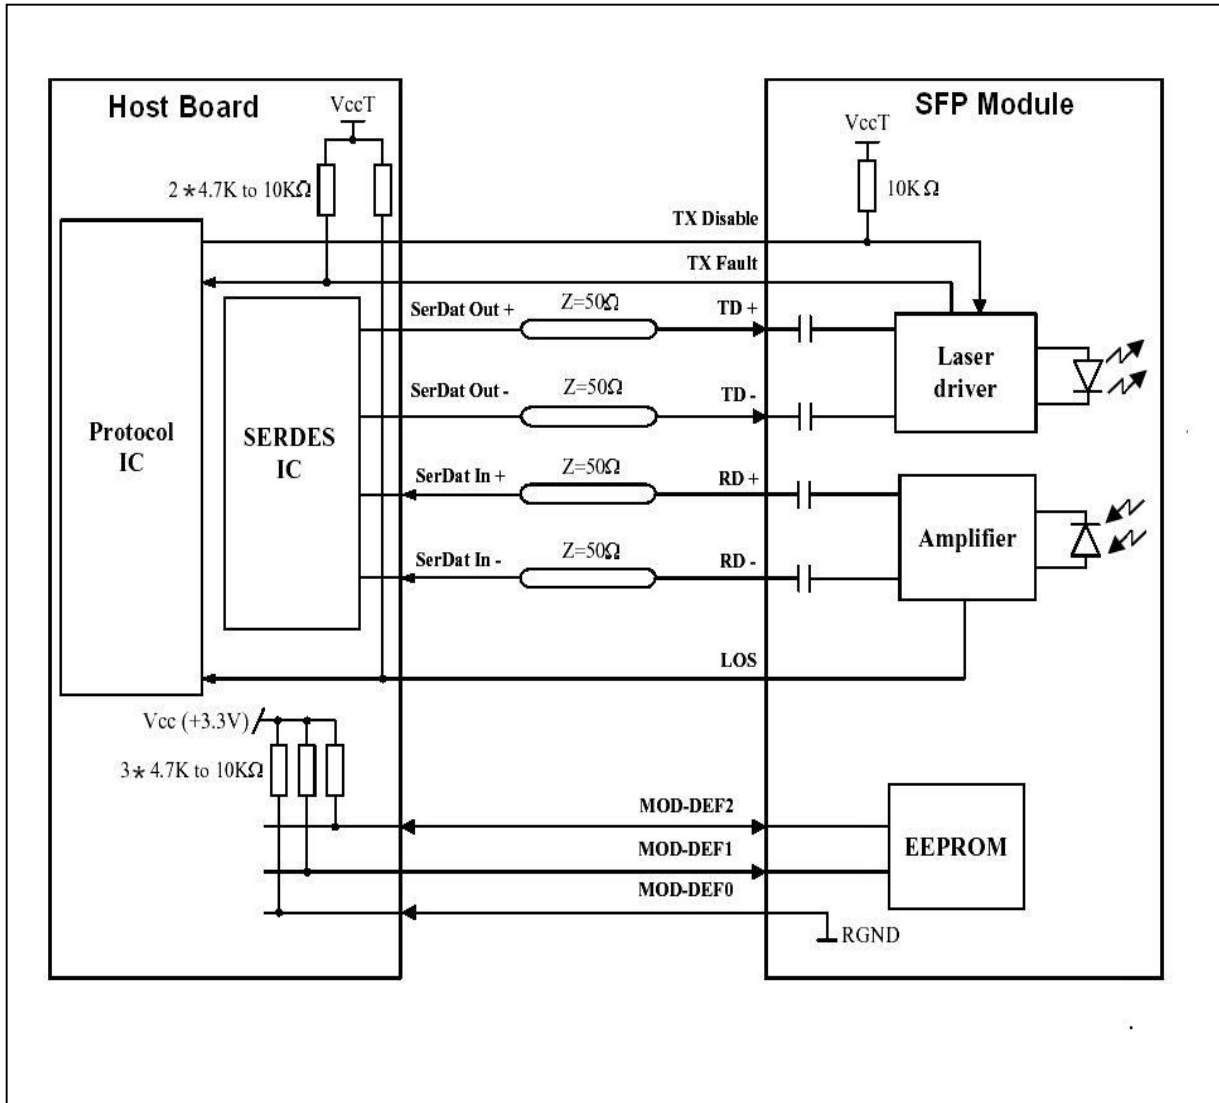 Host Board
VccT
SFP Module
VccT
2*4.7K to 10KΩ
10KΩ
TX Disable
TX Fault
SerDat Out +
Z=50Ω
TD +
Laser
driver
SerDat Out -
Z=50Ω
TD -
Protocol
IC
SERDES
IC
SerDat In +
Z=50Ω
RD +
Amplifier
SerDat In -
Z=50Ω
RD -
LOS
Vcc (+3.3V)
3*4.7K to 10KΩ
MOD-DEF2
MOD-DEF1
EEPROM
MOD-DEF0
RGND